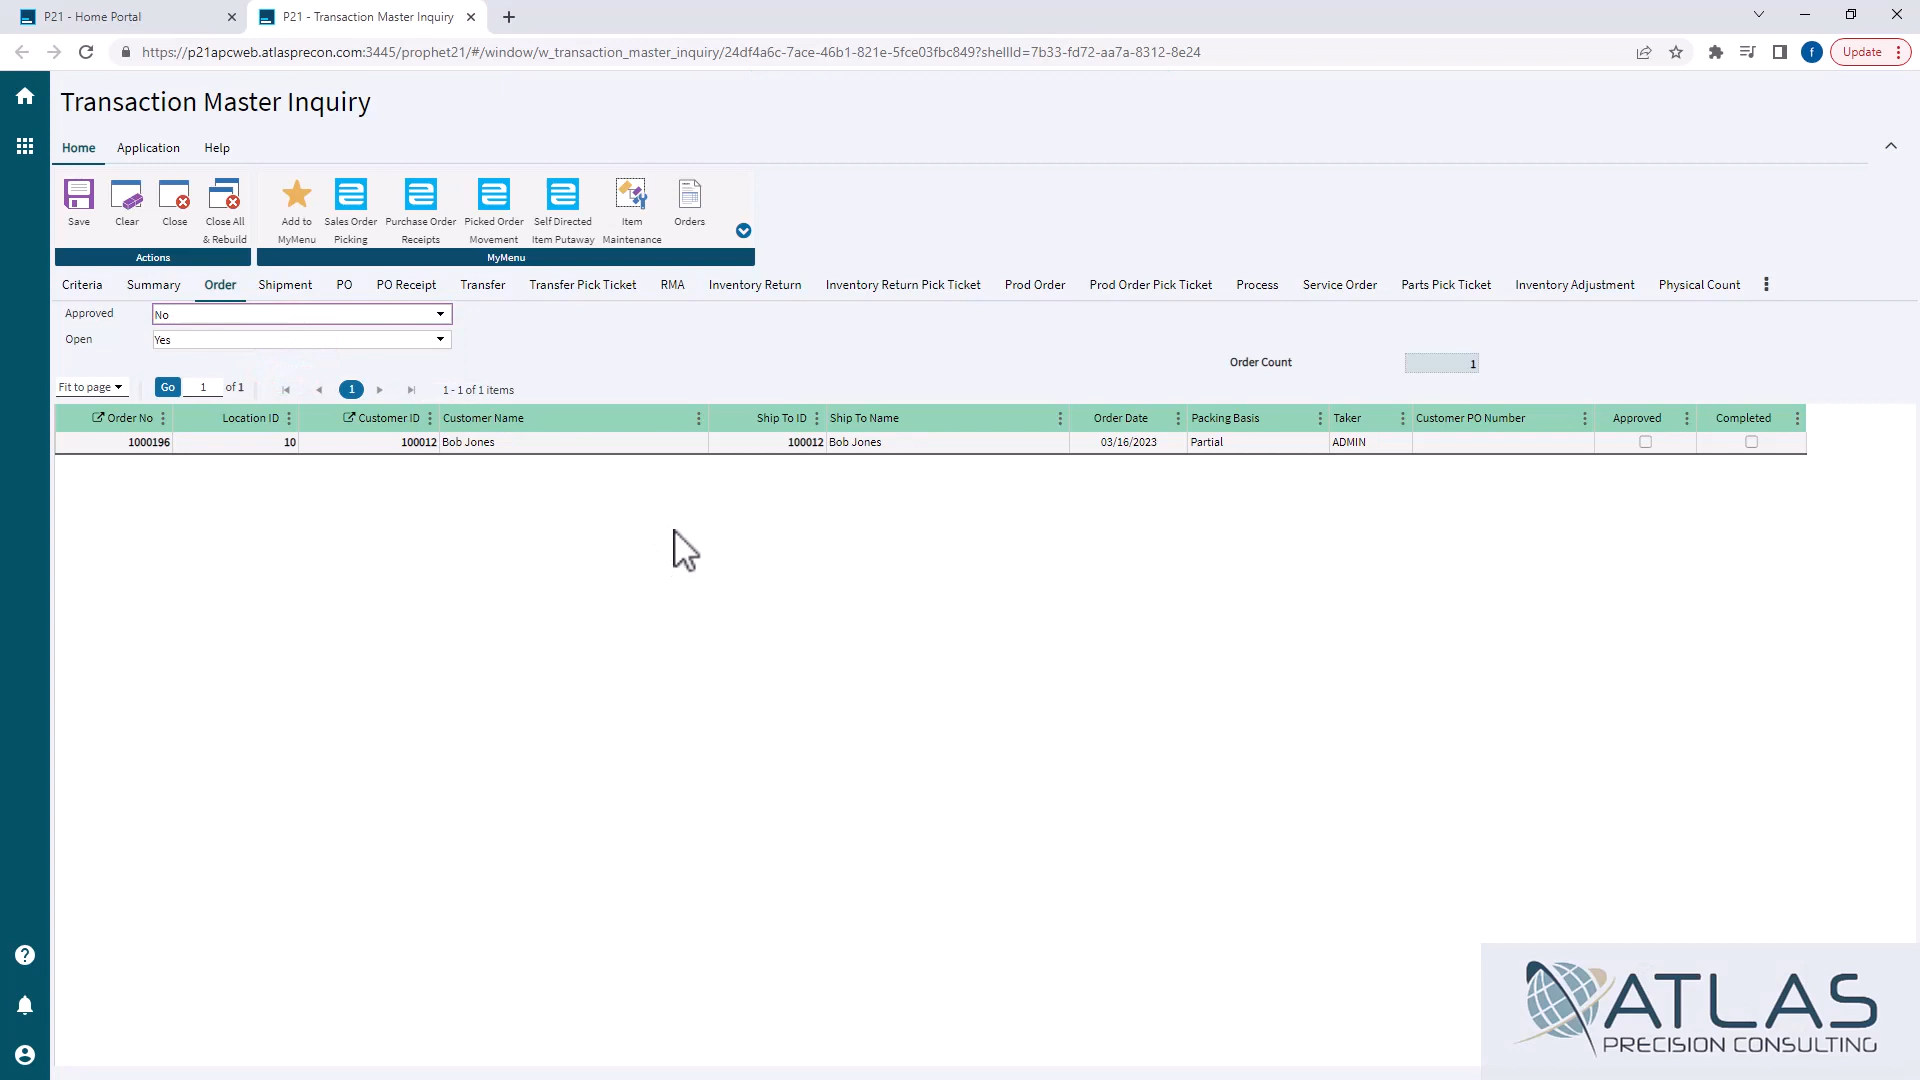 P21 - Home Portal
P21 - Transaction Master Inquiry
https://p21apcweb.atlasprecon.com:3445/prophet21/#/window/w_transaction_master_inquiry/24df4a6c-7ace-46b1-821e-5fce03fbc849?shellId=7b33-fd72-aa7a-8312-8e24
f
Update
Transaction Master Inquiry
Home Application Help
Save Clear Close Close All & Rebuild
Add to MyMenu Sales Order Picking Purchase Order Receipts Picked Order Movement Self Directed Item Putaway Item Maintenance Orders
Actions MyMenu
Criteria Summary Order Shipment PO PO Receipt Transfer Transfer Pick Ticket RMA Inventory Return Inventory Return Pick Ticket Prod Order Prod Order Pick Ticket Process Service Order Parts Pick Ticket Inventory Adjustment Physical Count
Approved No
Open Yes
Order Count 1
Fit to page Go 1 of 1 1 1 - 1 of 1 items
Order No Location ID Customer ID Customer Name Ship To ID Ship To Name Order Date Packing Basis Taker Customer PO Number Approved Completed
1000196 10 100012 Bob Jones 100012 Bob Jones 03/16/2023 Partial ADMIN
ATLAS
PRECISION CONSULTING